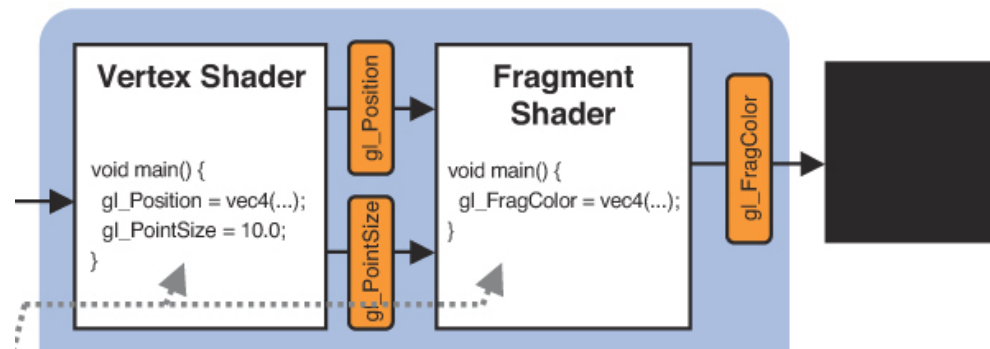 Vertex Shader
void main() {
gl_Position = vec4(...);
gl_PointSize = 10.0;
}
gl_Position
gl_PointSize
Fragment
Shader
void main() {
gl_FragColor = vec4(...);
}
gl_FragColor